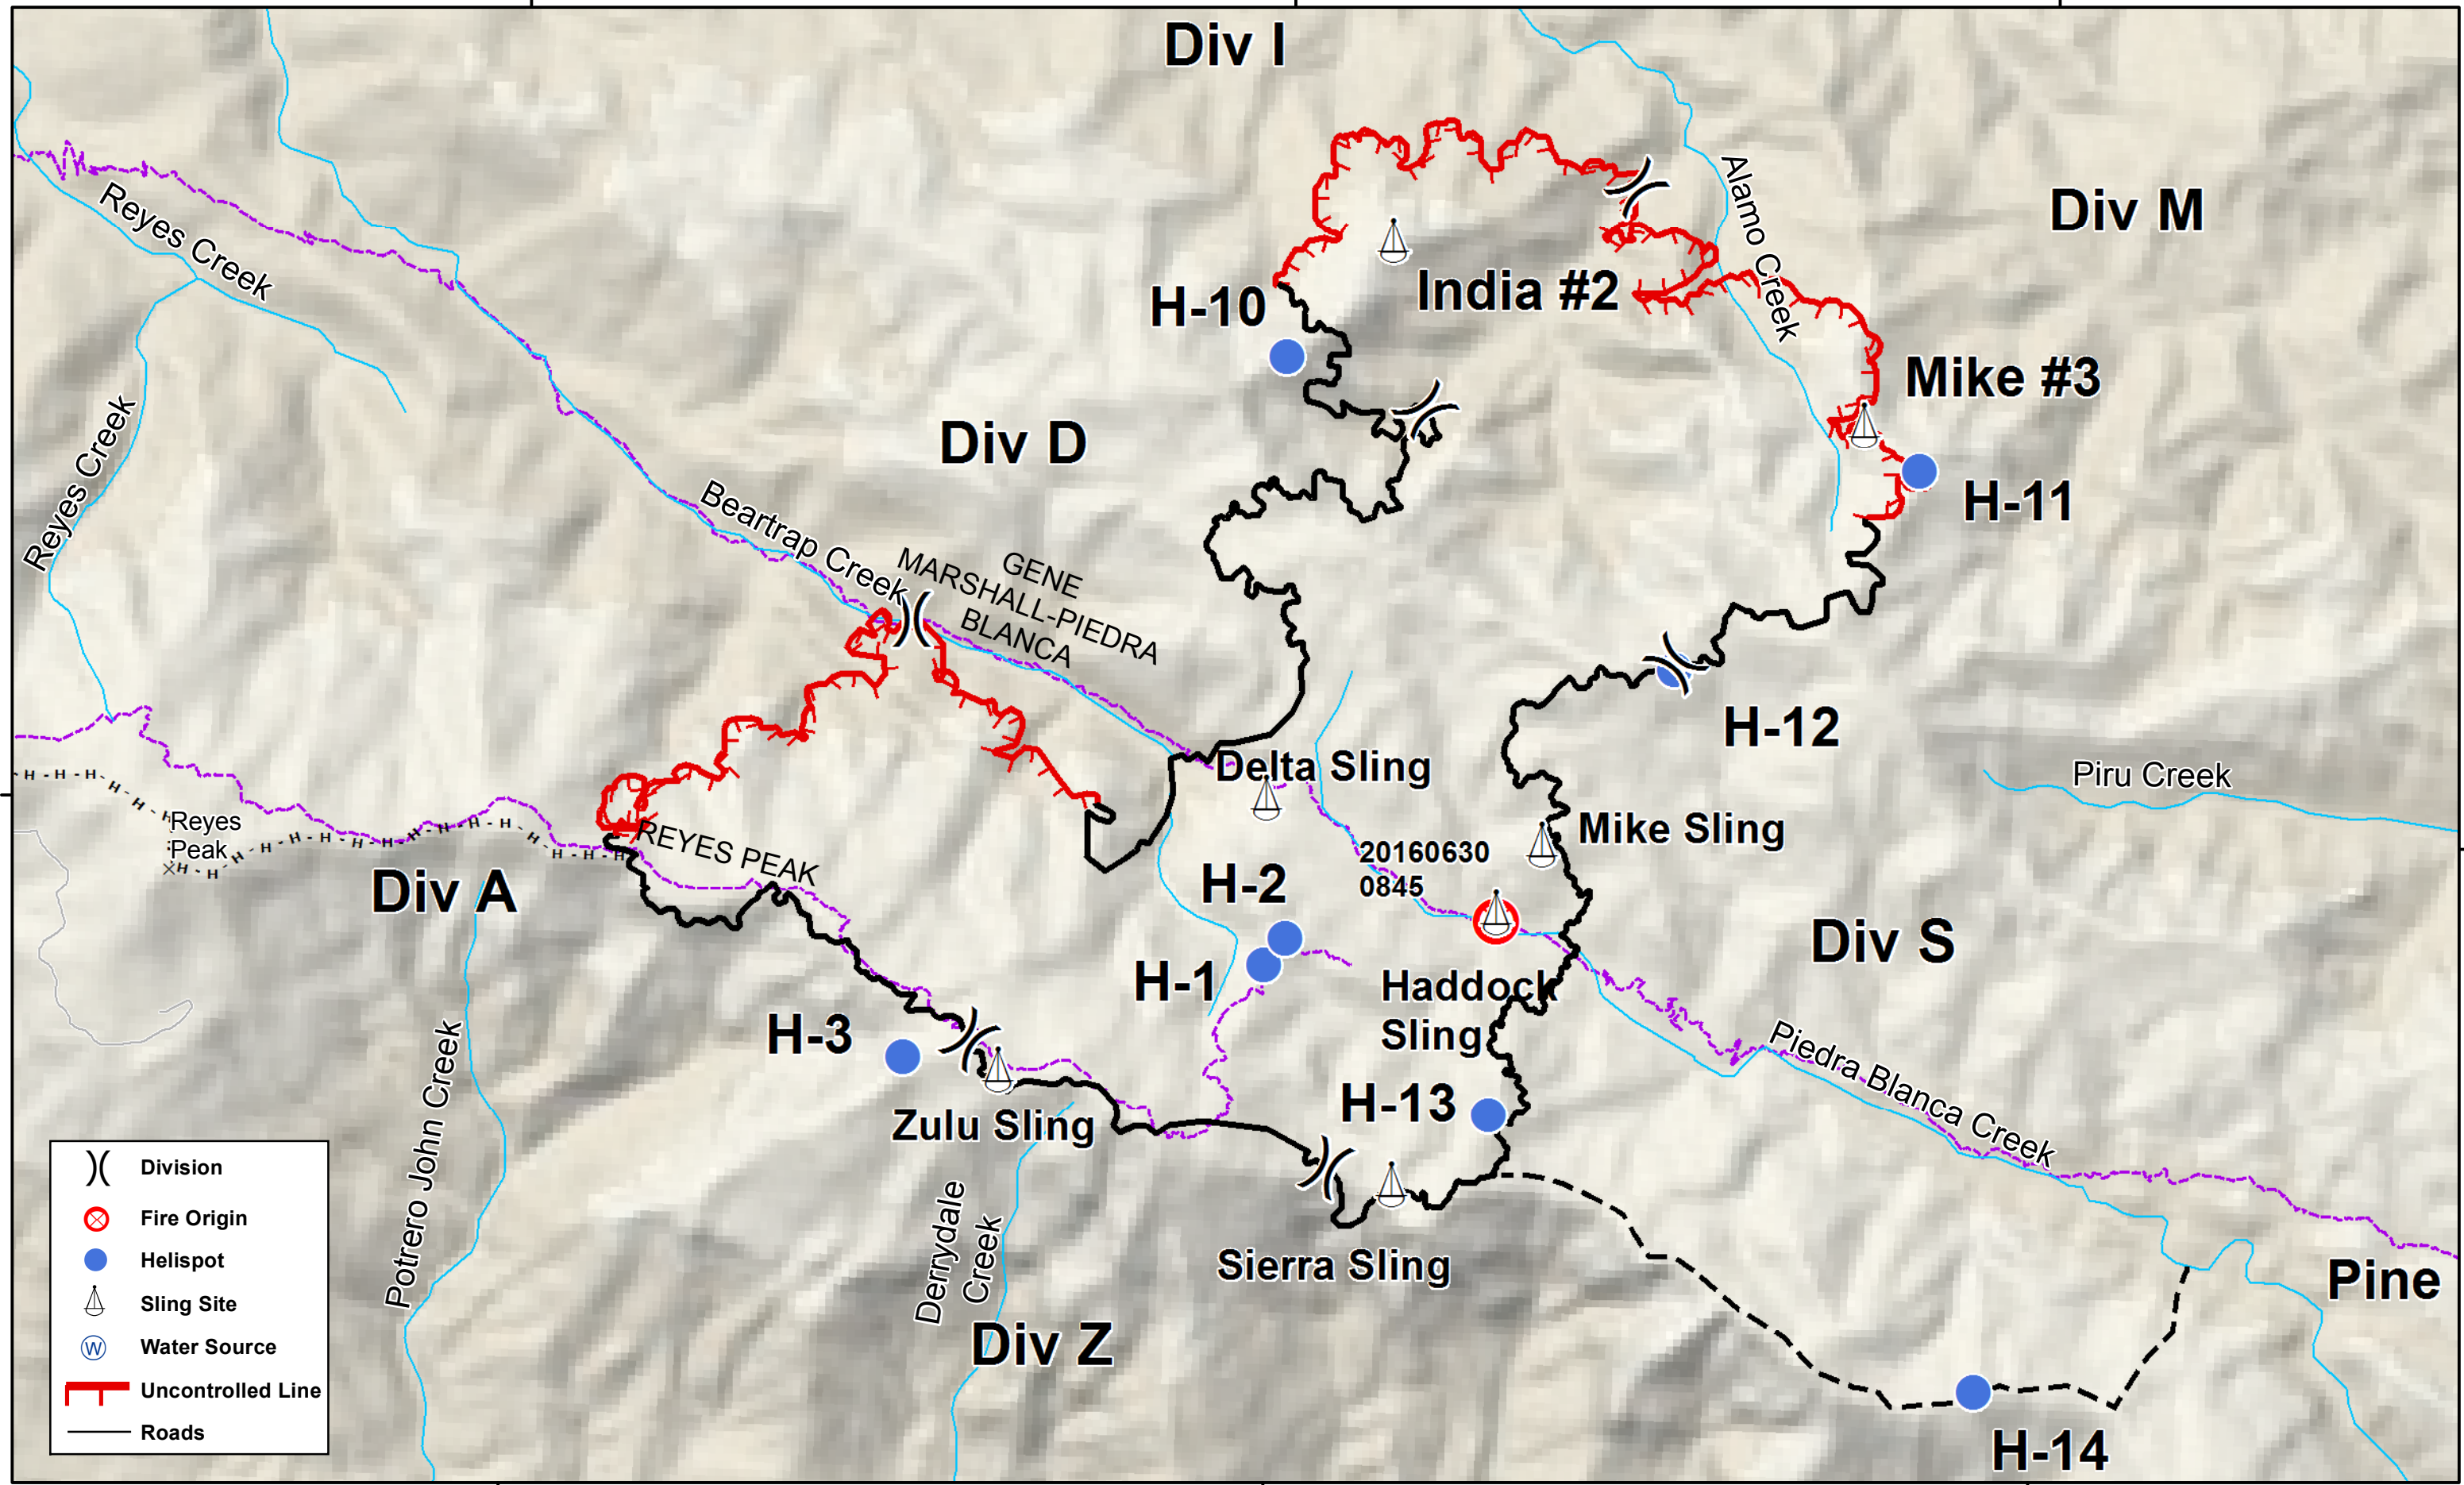 Div I
Alamo Creek
Div M
Reyes Creek
India #2
H-10
Mike #3
Reyes Creek
Div D
H-11
Beartrap Creek
GENE
MARSHALL-PIEDRA
BLANCA
H-12
Delta Sling
Piru Creek
Reyes
Peak
REYES PEAK
Mike Sling
20160630
0845
Div A
H-2
Div S
H-1
Haddock
Sling
H-3
Piedra Blanca Creek
Potrero John Creek
H-13
Zulu Sling
Derrydale
Creek
Sierra Sling
Pine
Div Z
H-14
Division
Fire Origin
Helispot
Sling Site
W Water Source
Uncontrolled Line
Roads